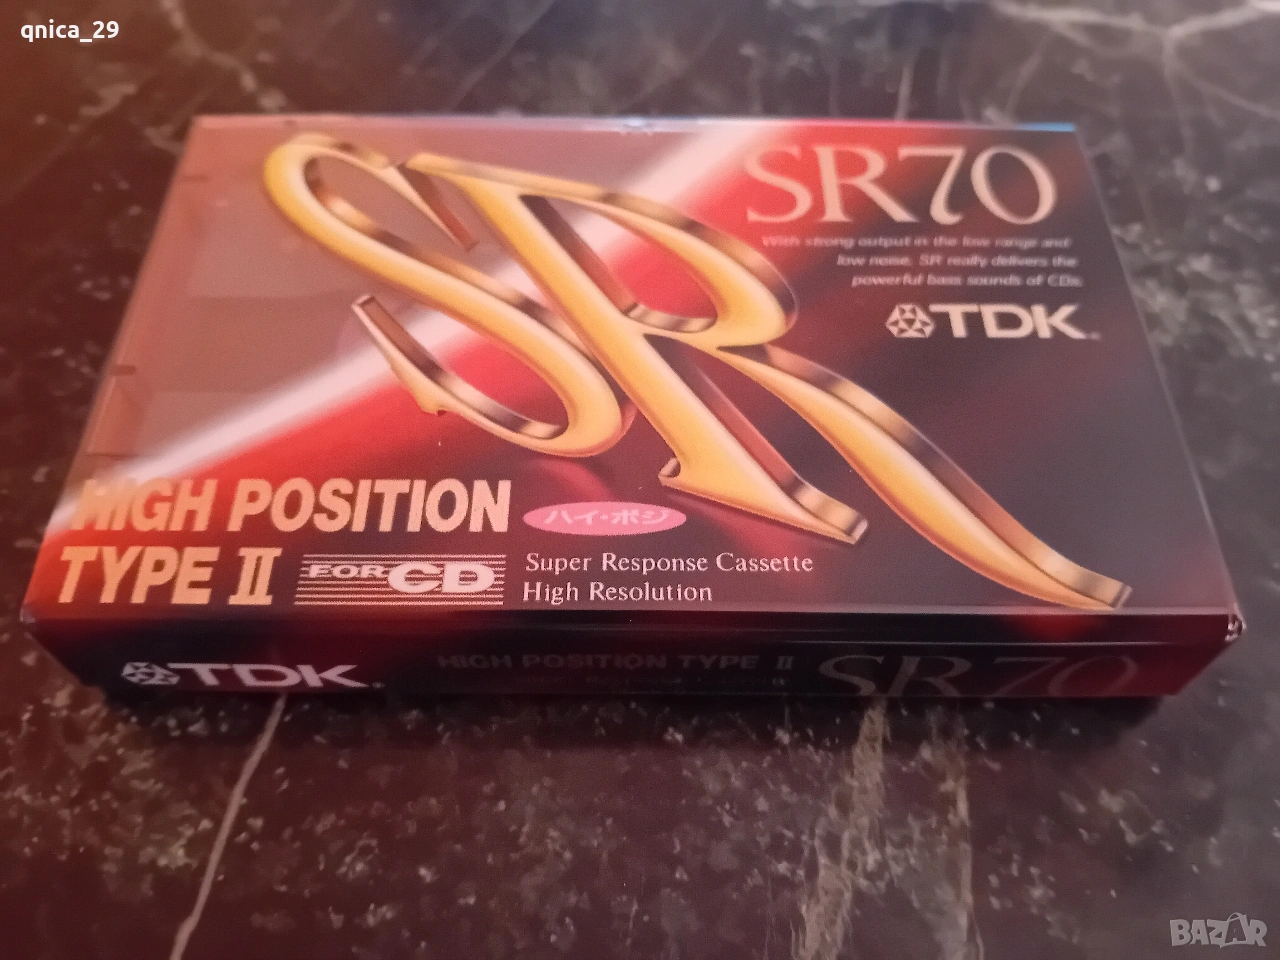 qnica_29
SR
SR70
With strong output in the low range and
low noise, SR really delivers the
powerful bass sounds of CDs.
TDK
HIGH POSITION
ハイ・ポジ
TYPE II
FOR CD
Super Response Cassette
High Resolution
TDK
HIGH POSITION TYPE II
SR70
BAZAR